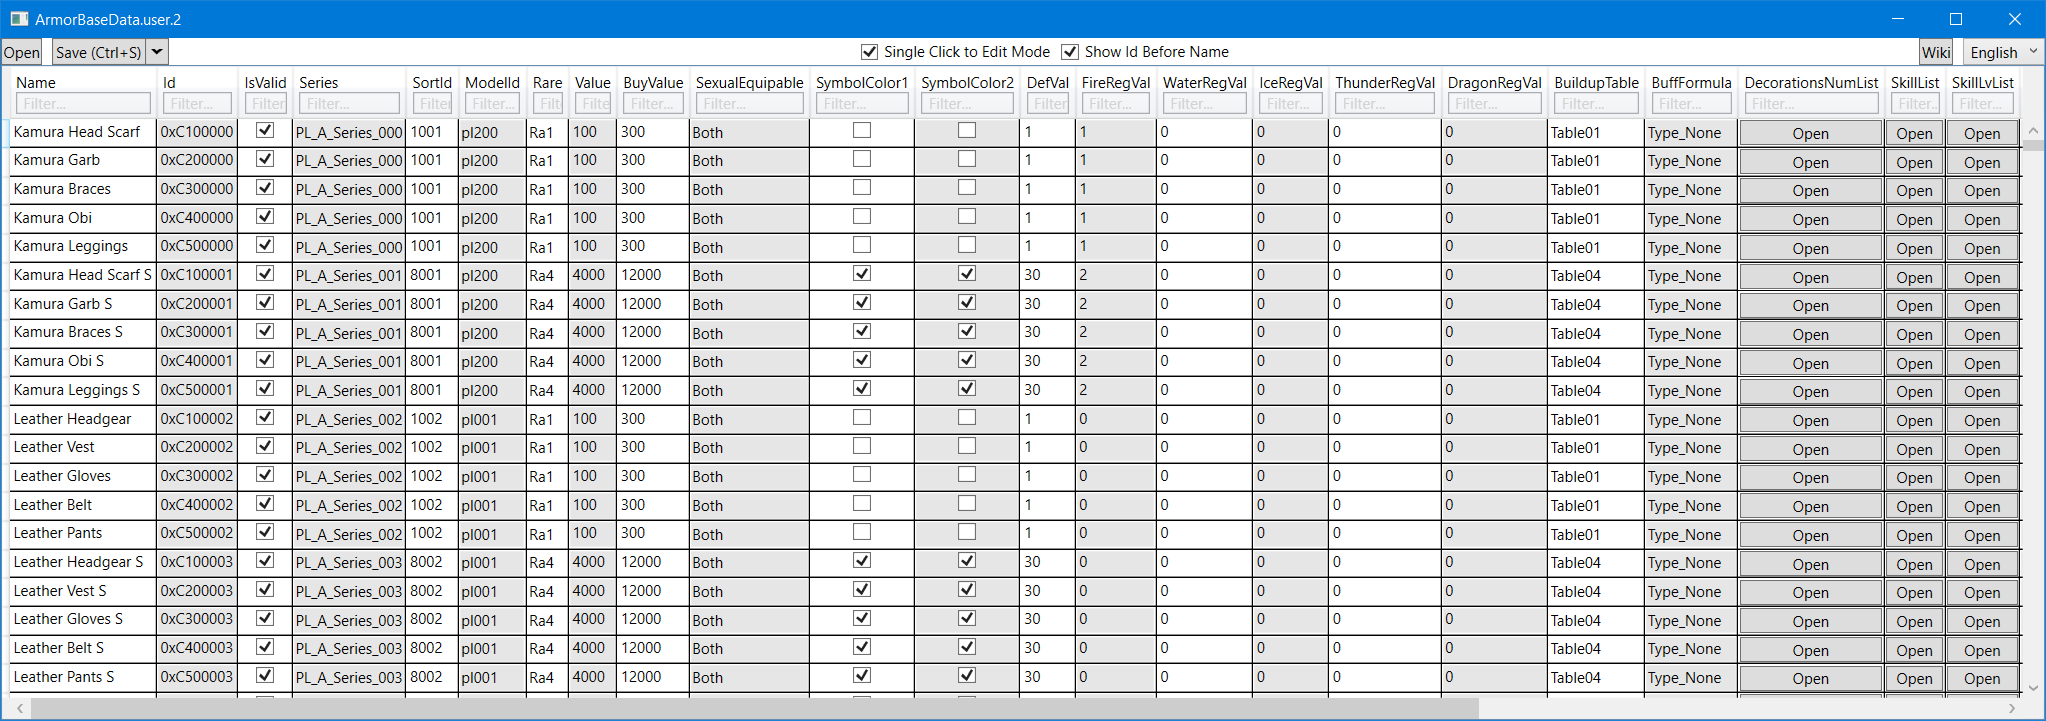 ArmorBaseData.user.2
Open Save (Ctrl+S) Single Click to Edit Mode Show Id Before Name Wiki English
Name Id IsValid Series SortId ModelId Rare Value BuyValue SexualEquipable SymbolColor1 SymbolColor2 DefVal FireRegVal WaterRegVal IceRegVal ThunderRegVal DragonRegVal BuildupTable BuffFormula DecorationsNumList SkillList SkillLvList
Filter... Filter... Filter Filter... Filter Filter... Filt Filter Filter... Filter... Filter... Filter... Filter Filter... Filter... Filter... Filter... Filter... Filter... Filter... Filter... Filter... Filter...
Kamura Head Scarf 0xC100000 PL_A_Series_000 1001 pl200 Ra1 100 300 Both 1 1 0 0 0 0 Table01 Type_None Open Open Open
Kamura Garb 0xC200000 PL_A_Series_000 1001 pl200 Ra1 100 300 Both 1 1 0 0 0 0 Table01 Type_None Open Open Open
Kamura Braces 0xC300000 PL_A_Series_000 1001 pl200 Ra1 100 300 Both 1 1 0 0 0 0 Table01 Type_None Open Open Open
Kamura Obi 0xC400000 PL_A_Series_000 1001 pl200 Ra1 100 300 Both 1 1 0 0 0 0 Table01 Type_None Open Open Open
Kamura Leggings 0xC500000 PL_A_Series_000 1001 pl200 Ra1 100 300 Both 1 1 0 0 0 0 Table01 Type_None Open Open Open
Kamura Head Scarf S 0xC100001 PL_A_Series_001 8001 pl200 Ra4 4000 12000 Both 30 2 0 0 0 0 Table04 Type_None Open Open Open
Kamura Garb S 0xC200001 PL_A_Series_001 8001 pl200 Ra4 4000 12000 Both 30 2 0 0 0 0 Table04 Type_None Open Open Open
Kamura Braces S 0xC300001 PL_A_Series_001 8001 pl200 Ra4 4000 12000 Both 30 2 0 0 0 0 Table04 Type_None Open Open Open
Kamura Obi S 0xC400001 PL_A_Series_001 8001 pl200 Ra4 4000 12000 Both 30 2 0 0 0 0 Table04 Type_None Open Open Open
Kamura Leggings S 0xC500001 PL_A_Series_001 8001 pl200 Ra4 4000 12000 Both 30 2 0 0 0 0 Table04 Type_None Open Open Open
Leather Headgear 0xC100002 PL_A_Series_002 1002 pl001 Ra1 100 300 Both 1 0 0 0 0 0 Table01 Type_None Open Open Open
Leather Vest 0xC200002 PL_A_Series_002 1002 pl001 Ra1 100 300 Both 1 0 0 0 0 0 Table01 Type_None Open Open Open
Leather Gloves 0xC300002 PL_A_Series_002 1002 pl001 Ra1 100 300 Both 1 0 0 0 0 0 Table01 Type_None Open Open Open
Leather Belt 0xC400002 PL_A_Series_002 1002 pl001 Ra1 100 300 Both 1 0 0 0 0 0 Table01 Type_None Open Open Open
Leather Pants 0xC500002 PL_A_Series_002 1002 pl001 Ra1 100 300 Both 1 0 0 0 0 0 Table01 Type_None Open Open Open
Leather Headgear S 0xC100003 PL_A_Series_003 8002 pl001 Ra4 4000 12000 Both 30 0 0 0 0 0 Table04 Type_None Open Open Open
Leather Vest S 0xC200003 PL_A_Series_003 8002 pl001 Ra4 4000 12000 Both 30 0 0 0 0 0 Table04 Type_None Open Open Open
Leather Gloves S 0xC300003 PL_A_Series_003 8002 pl001 Ra4 4000 12000 Both 30 0 0 0 0 0 Table04 Type_None Open Open Open
Leather Belt S 0xC400003 PL_A_Series_003 8002 pl001 Ra4 4000 12000 Both 30 0 0 0 0 0 Table04 Type_None Open Open Open
Leather Pants S 0xC500003 PL_A_Series_003 8002 pl001 Ra4 4000 12000 Both 30 0 0 0 0 0 Table04 Type_None Open Open Open